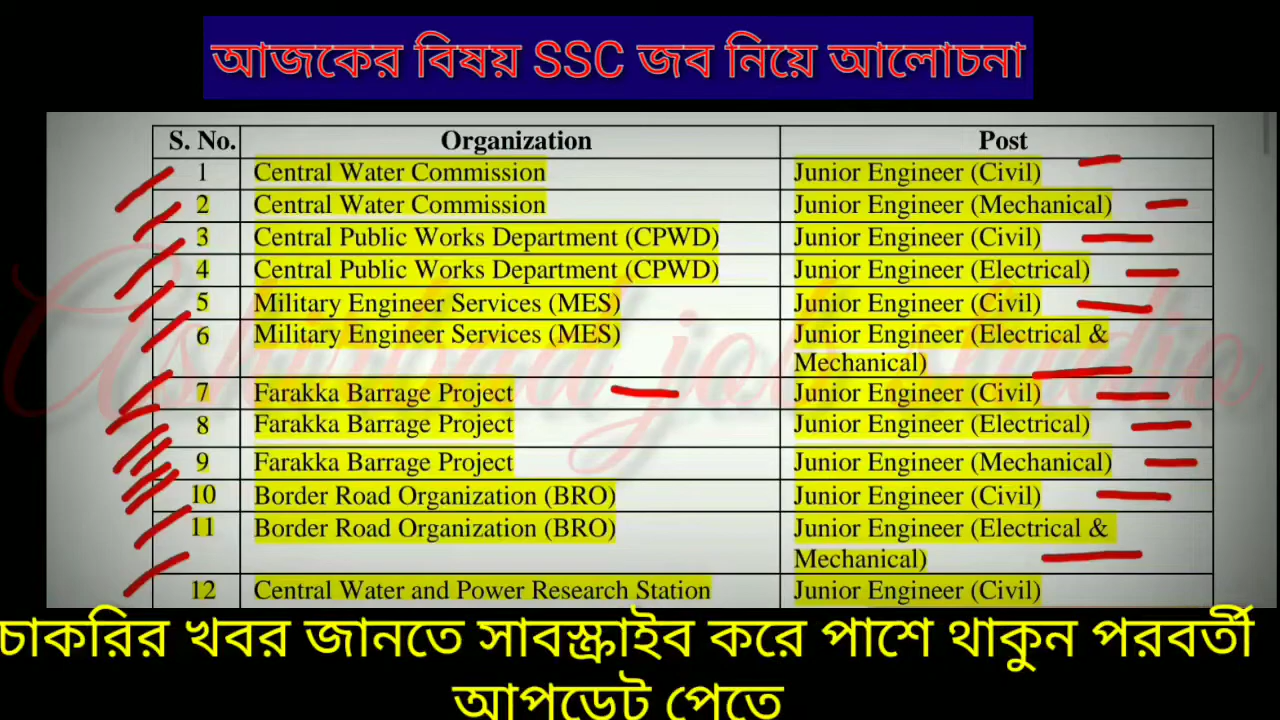 আজকের বিষয় SSC জব নিয়ে আলোচনা
S. No. Organization Post
1 Central Water Commission Junior Engineer (Civil)
2 Central Water Commission Junior Engineer (Mechanical)
3 Central Public Works Department (CPWD) Junior Engineer (Civil)
4 Central Public Works Department (CPWD) Junior Engineer (Electrical)
5 Military Engineer Services (MES) Junior Engineer (Civil)
6 Military Engineer Services (MES) Junior Engineer (Electrical &
Mechanical)
7 Farakka Barrage Project Junior Engineer (Civil)
8 Farakka Barrage Project Junior Engineer (Electrical)
9 Farakka Barrage Project Junior Engineer (Mechanical)
10 Border Road Organization (BRO) Junior Engineer (Civil)
11 Border Road Organization (BRO) Junior Engineer (Electrical &
Mechanical)
12 Central Water and Power Research Station Junior Engineer (Civil)
চাকরির খবর জানতে সাবস্ক্রাইব করে পাশে থাকুন পরবর্তী
আপডেট পেতে